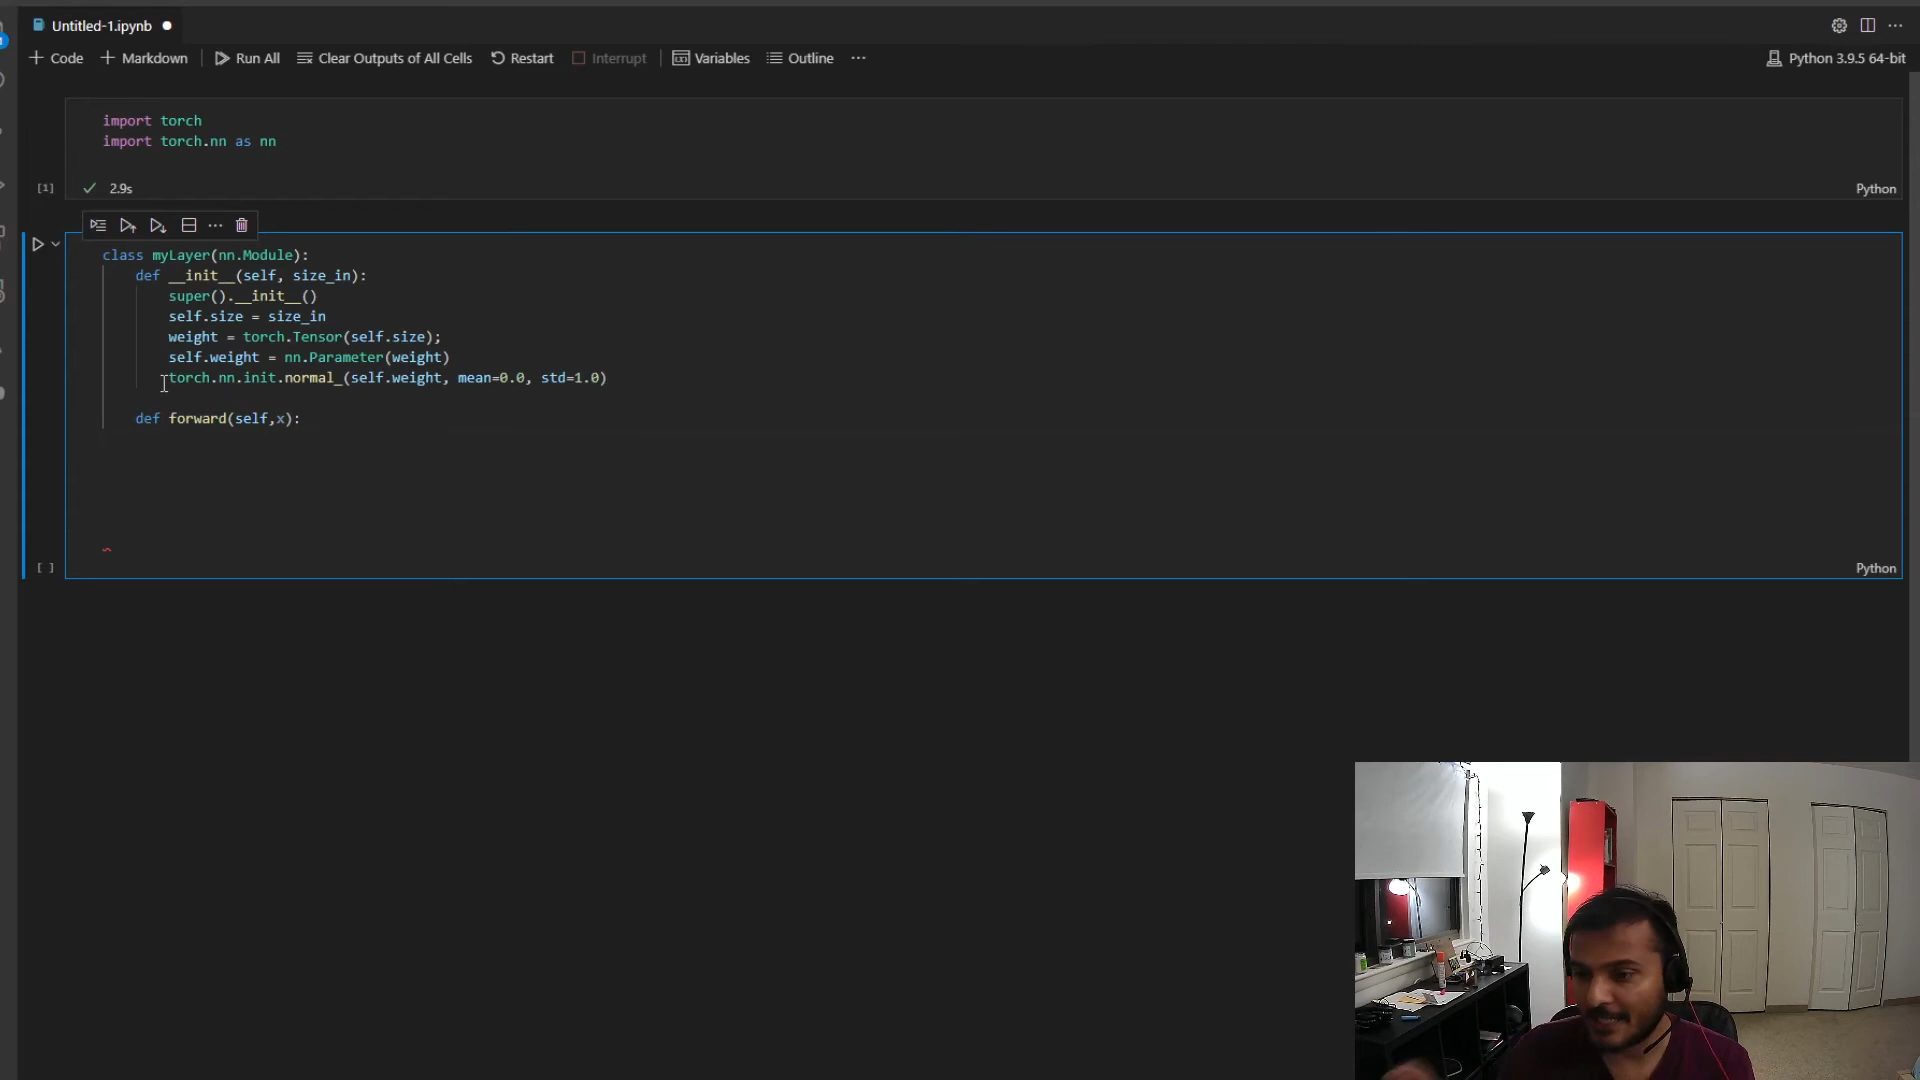 Untitled-1.ipynb
Code Markdown Run All Clear Outputs of All Cells Restart Interrupt Variables Outline ... Python 3.9.5 64-bit
import torch
import torch.nn as nn
[1] 2.9s Python
class myLayer(nn.Module):
def __init__(self, size_in):
super().__init__()
self.size = size_in
weight = torch.Tensor(self.size);
self.weight = nn.Parameter(weight)
torch.nn.init.normal_(self.weight, mean=0.0, std=1.0)
def forward(self,x):
[ ] Python